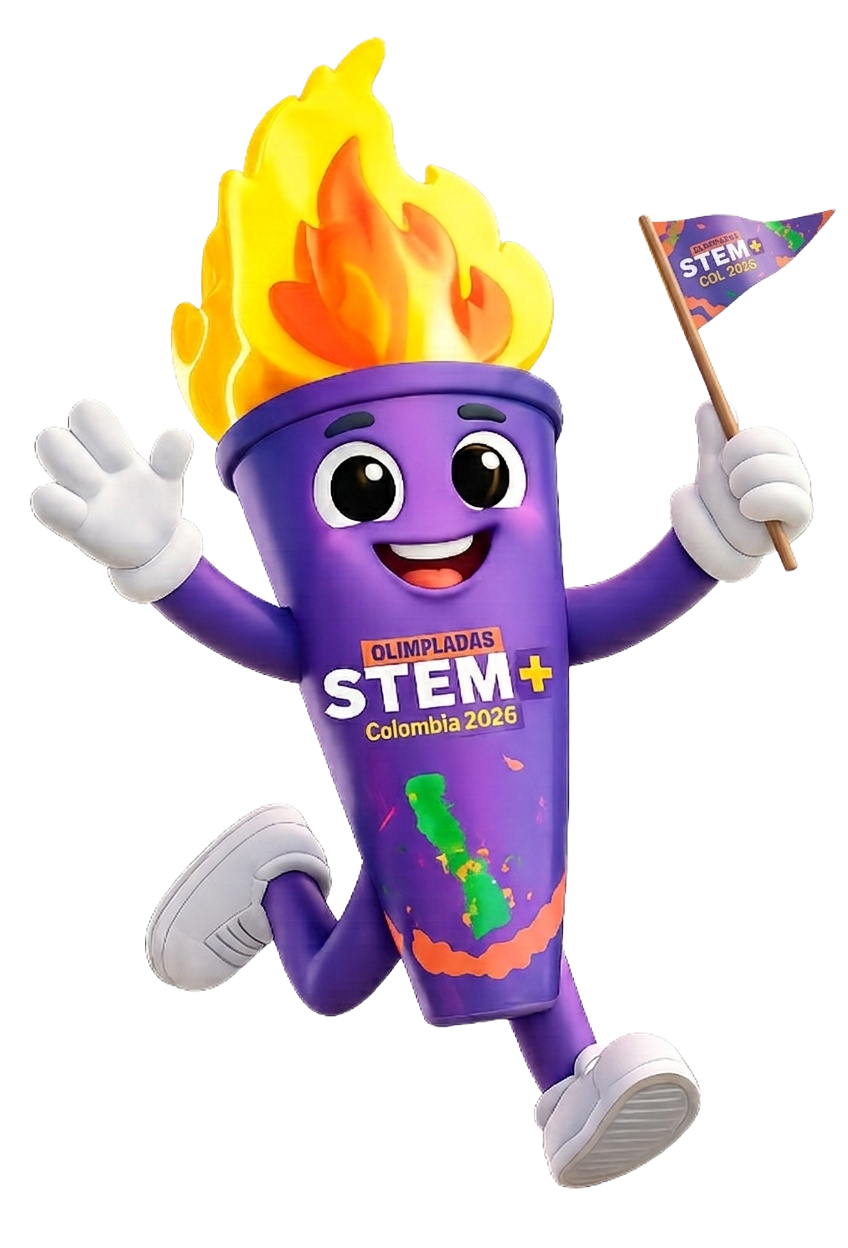 STEM+
COL 2026
OLIMPLADAS
STEM+
Colombia 2026